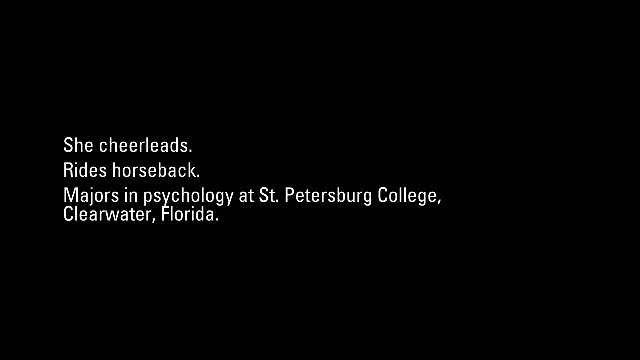 She cheerleads.
Rides horseback.
Majors in psychology at St. Petersburg College,
Clearwater, Florida.